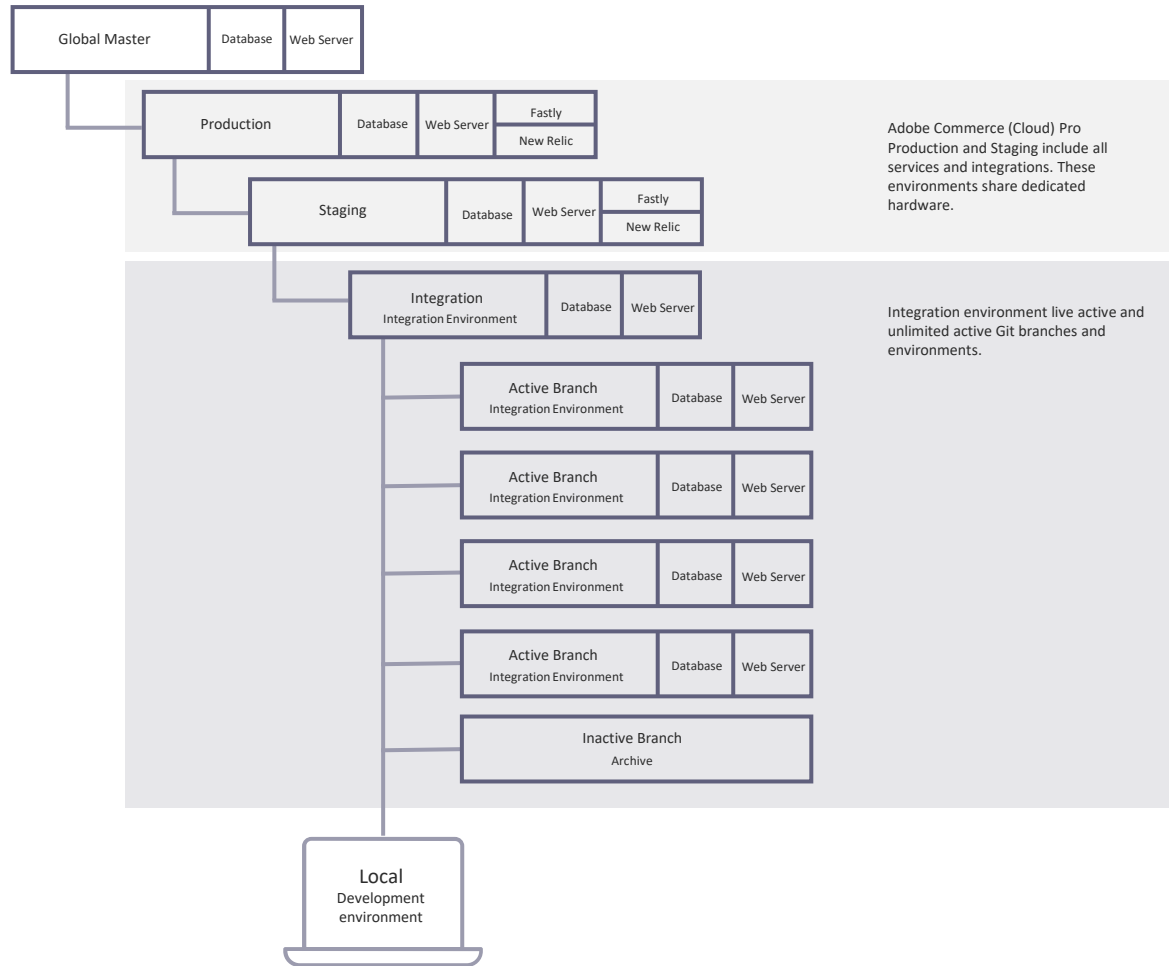 Global Master
Database
Web Server
Production
Database
Web Server
Fastly
New Relic
Adobe Commerce (Cloud) Pro
Production and Staging include all
services and integrations. These
environments share dedicated
hardware.
Staging
Database
Web Server
Fastly
New Relic
Integration
Integration Environment
Database
Web Server
Integration environment live active and
unlimited active Git branches and
environments.
Active Branch
Integration Environment
Database
Web Server
Active Branch
Integration Environment
Database
Web Server
Active Branch
Integration Environment
Database
Web Server
Active Branch
Integration Environment
Database
Web Server
Inactive Branch
Archive
Local
Development
environment